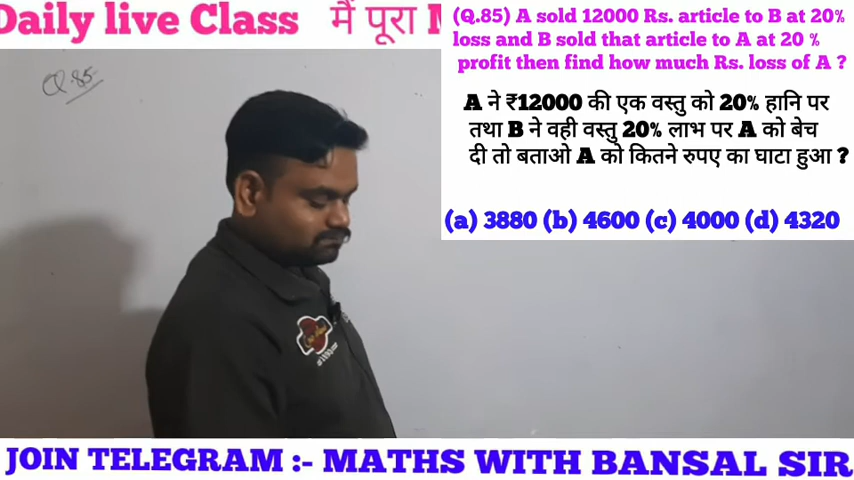 Daily live Class में पूरा
(Q.85) A sold 12000 Rs. article to B at 20%
loss and B sold that article to A at 20 %
profit then find how much Rs. loss of A ?
Q.85
A ने ₹12000 की एक वस्तु को 20% हानि पर
तथा B ने वही वस्तु 20% लाभ पर A को बेच
दी तो बताओ A को कितने रुपए का घाटा हुआ ?
(a) 3880 (b) 4600 (c) 4000 (d) 4320
JOIN TELEGRAM :- MATHS WITH BANSAL SIR